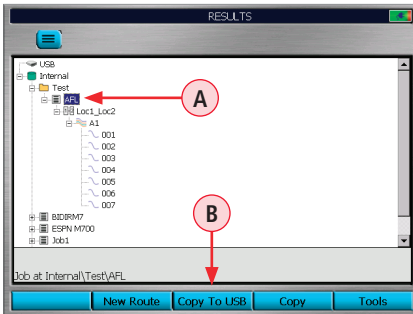 RESULTS
USB
Internal
Test
AFL
A
Loc1_Loc2
A1
001
002
003
004
005
006
007
B
BIDIRM7
ESPN M700
Job1
Job at Internal\Test\AFL
New Route
Copy To USB
Copy
Tools